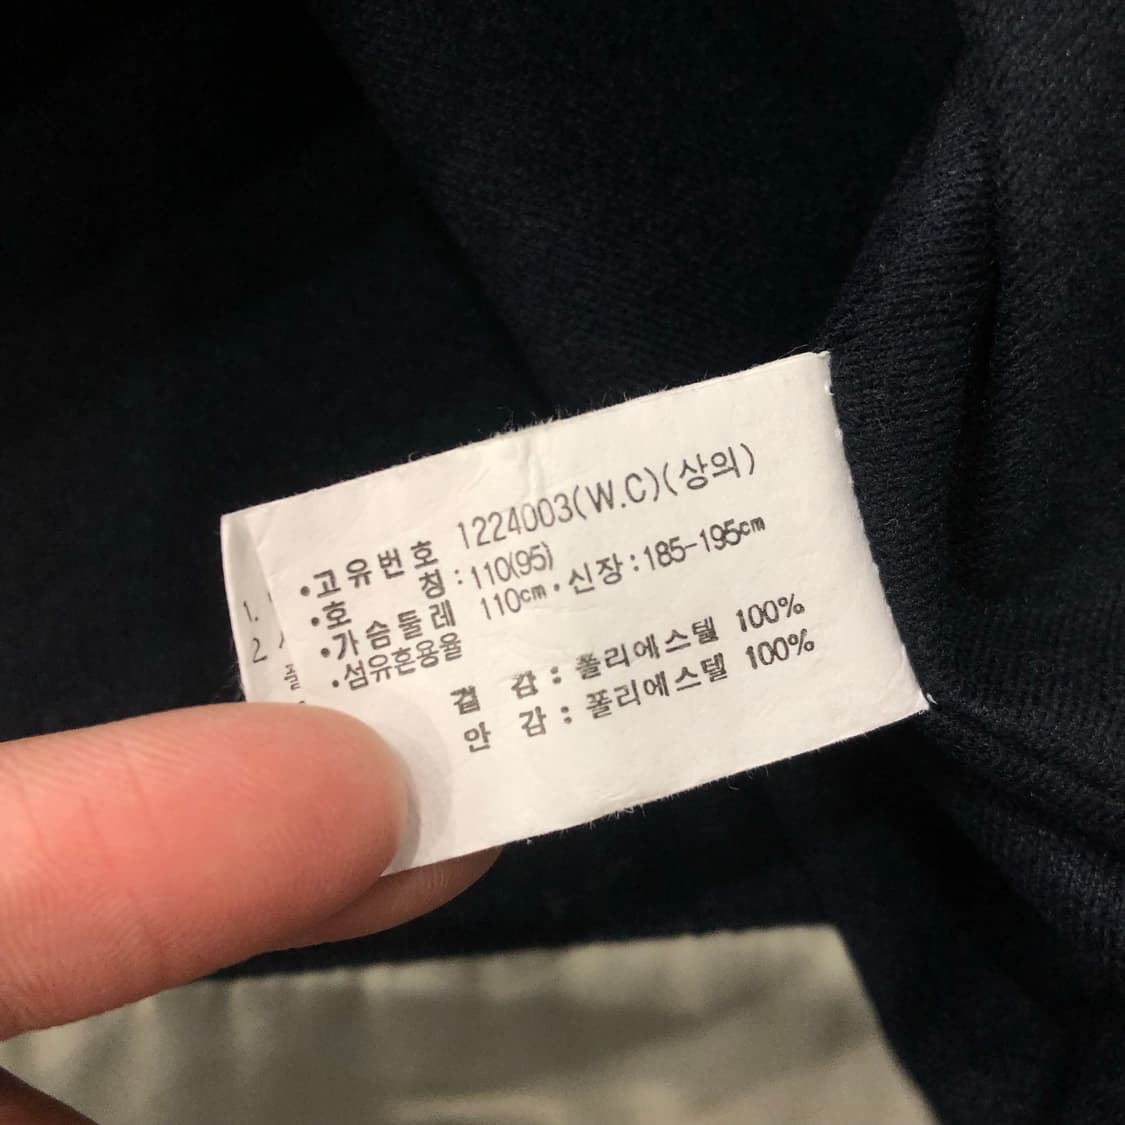 •고유번호 1224003(W.C)(상의)
•호 칭 : 110(95)
•가슴둘레 110cm•신장 : 185-195cm
•섬유혼용율
겉 감 : 폴리에스텔 100%
안 감 : 폴리에스텔 100%
1.
2